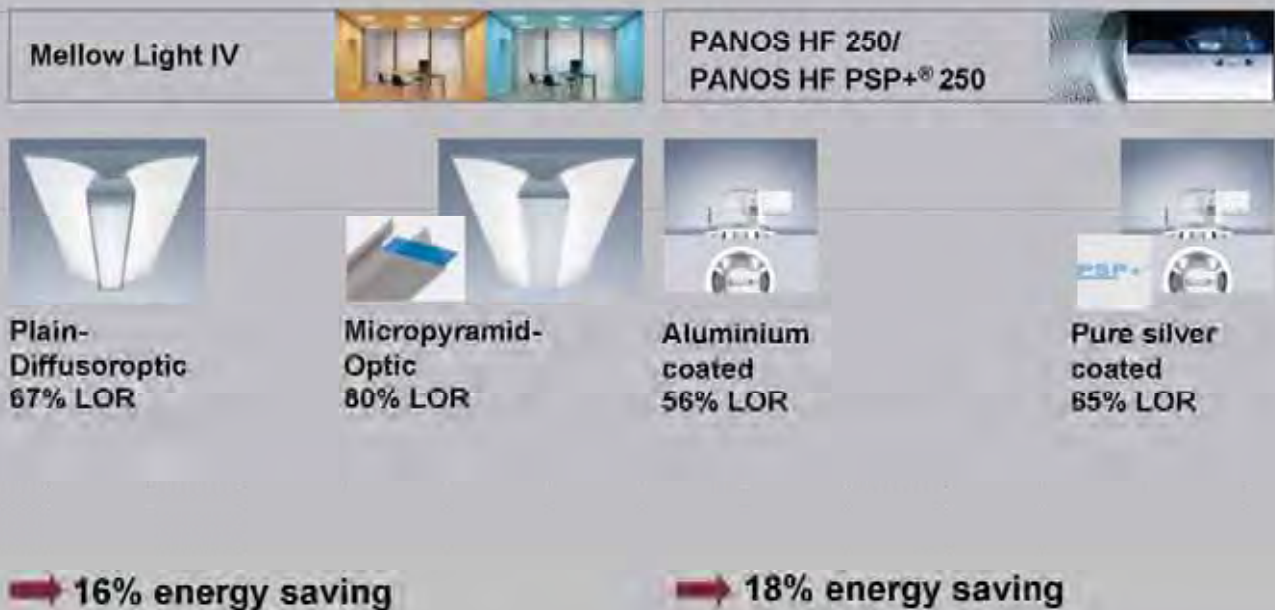 Mellow Light IV
PANOS HF 250/
PANOS HF PSP+® 250
PSP+
Plain-
Diffusoroptic
67% LOR
Micropyramid-
Optic
80% LOR
Aluminium
coated
56% LOR
Pure silver
coated
65% LOR
16% energy saving
18% energy saving